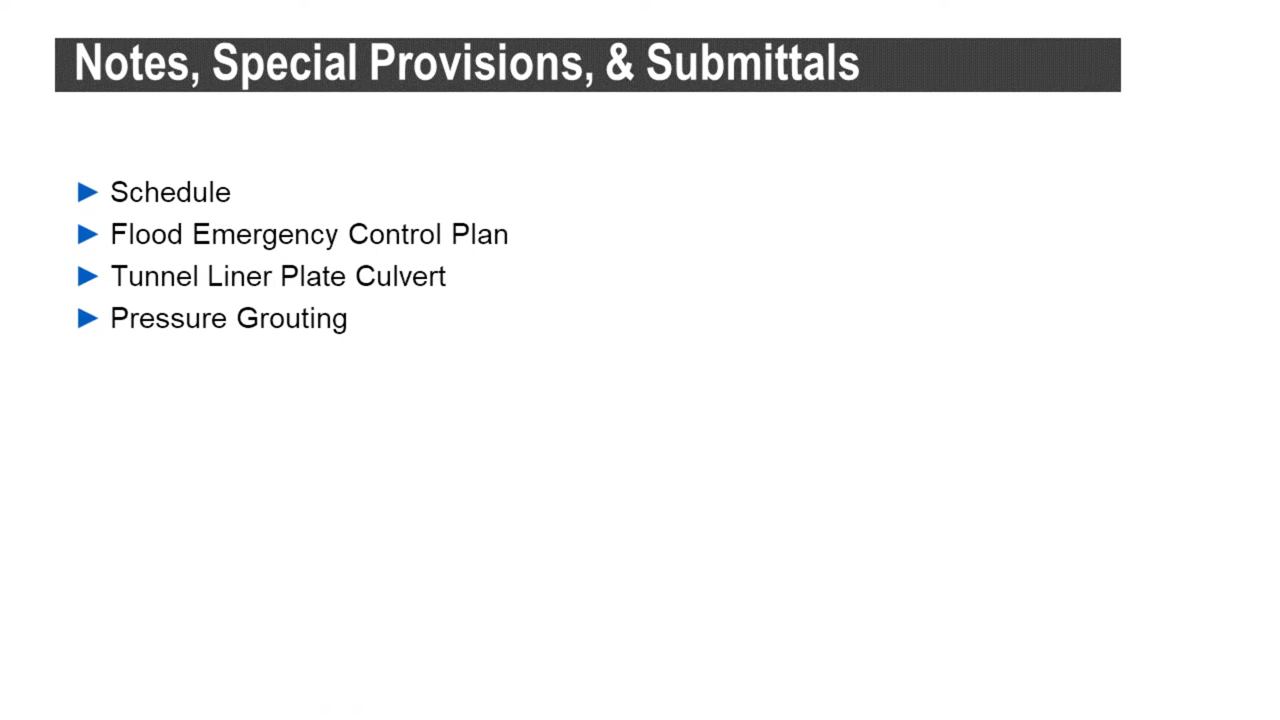 Notes, Special Provisions, & Submittals
Schedule
Flood Emergency Control Plan
Tunnel Liner Plate Culvert
Pressure Grouting